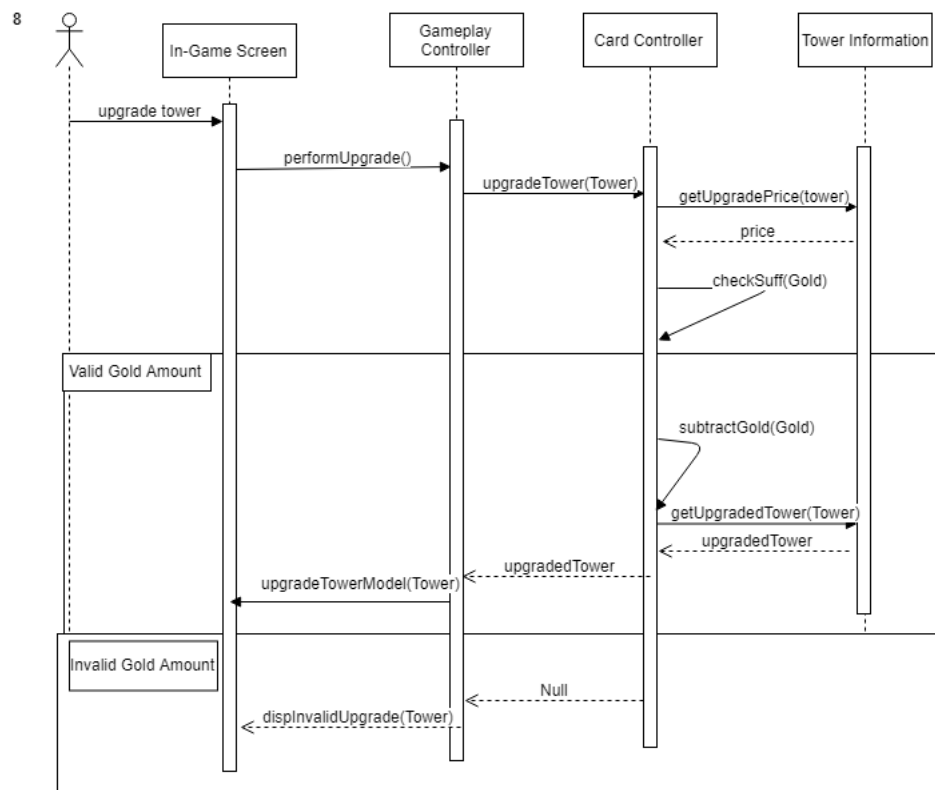 8
In-Game Screen
Gameplay
Controller
Card Controller
Tower Information
upgrade tower
performUpgrade()
upgradeTower(Tower)
getUpgradePrice(tower)
price
checkSuff(Gold)
Valid Gold Amount
subtractGold(Gold)
getUpgradedTower(Tower)
upgradedTower
upgradedTower
upgradeTowerModel(Tower)
Invalid Gold Amount
Null
dispInvalidUpgrade(Tower)